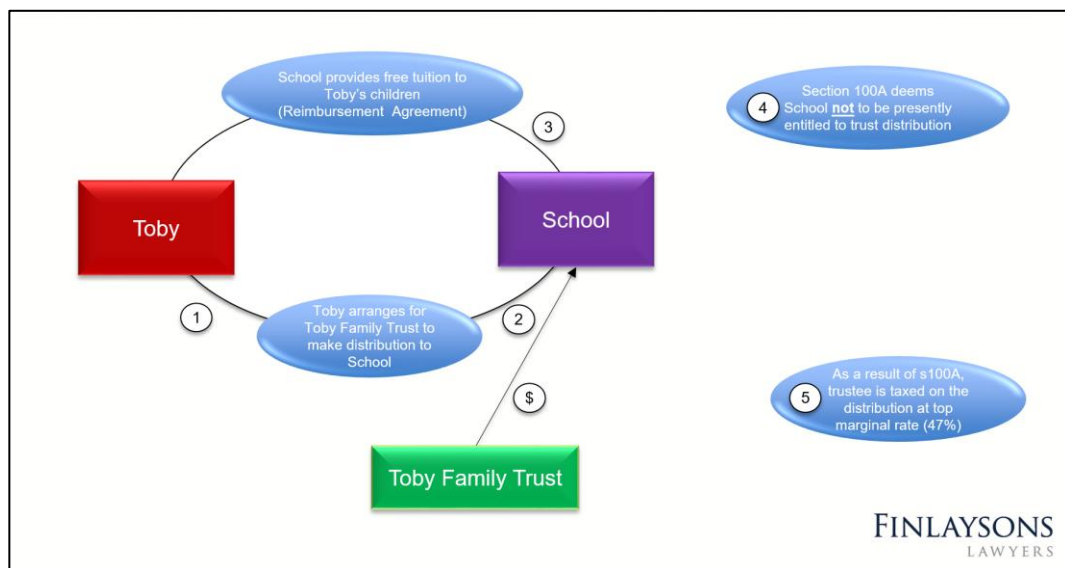 School provides free tuition to
Toby's children
(Reimbursement Agreement)
3
Section 100A deems
4
School not to be presently
entitled to trust distribution
Toby
School
1
Toby arranges for
Toby Family Trust to
make distribution to
School
2
$
As a result of s100A,
5
trustee is taxed on the
distribution at top
marginal rate (47%)
Toby Family Trust
FINLAYSONS
LAWYERS